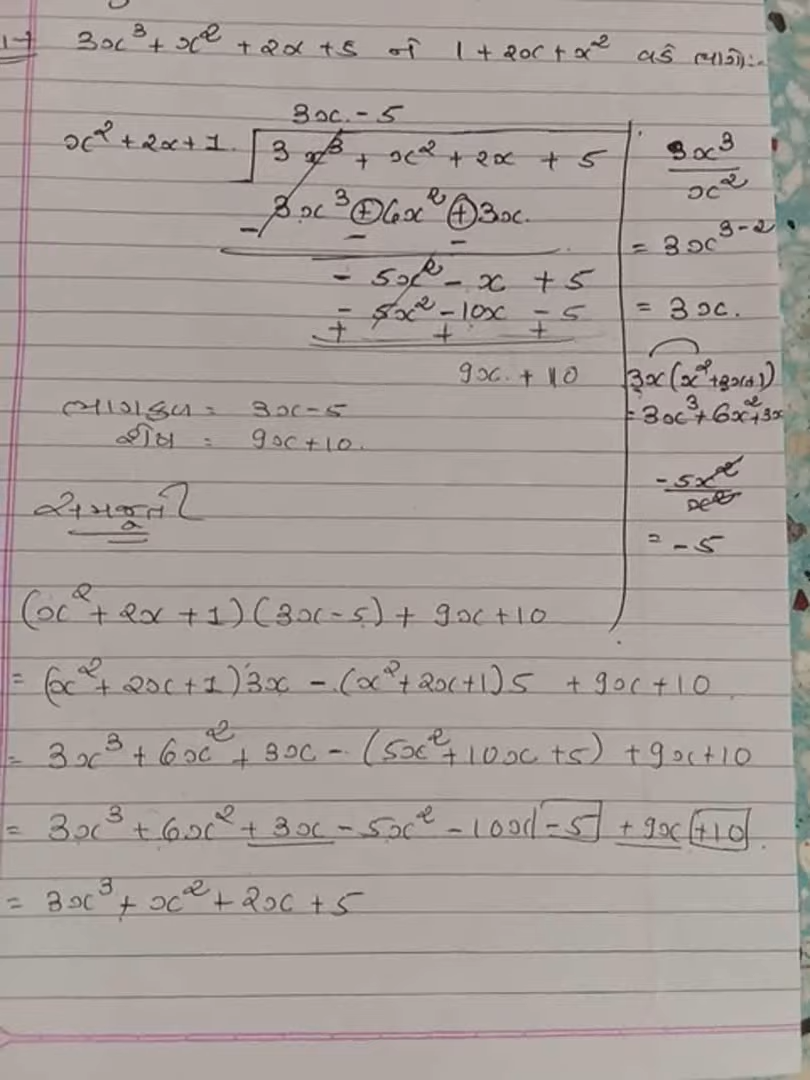 1→ 3x³ + x² + 2x + 5 ને 1 + 2x + x² વડે ભાગો:-
3x - 5
x² + 2x + 1 3x³ + x² + 2x + 5
- 3x³ + 6x² + 3x
- -
- 5x² - x + 5
- 5x² - 10x - 5
+ + +
9x + 10
ભાગફળ = 3x - 5
શેષ = 9x + 10.
સમજૂતી
(x² + 2x + 1)(3x - 5) + 9x + 10
= (x² + 2x + 1)3x - (x² + 2x + 1)5 + 9x + 10
= 3x³ + 6x² + 3x - (5x² + 10x + 5) + 9x + 10
= 3x³ + 6x² + 3x - 5x² - 10x - 5 + 9x + 10
= 3x³ + x² + 2x + 5
3x³
x²
= 3x³⁻²
= 3x.
3x(x² + 2x + 1)
= 3x³ + 6x² + 3x
- 5x²
x²
= - 5